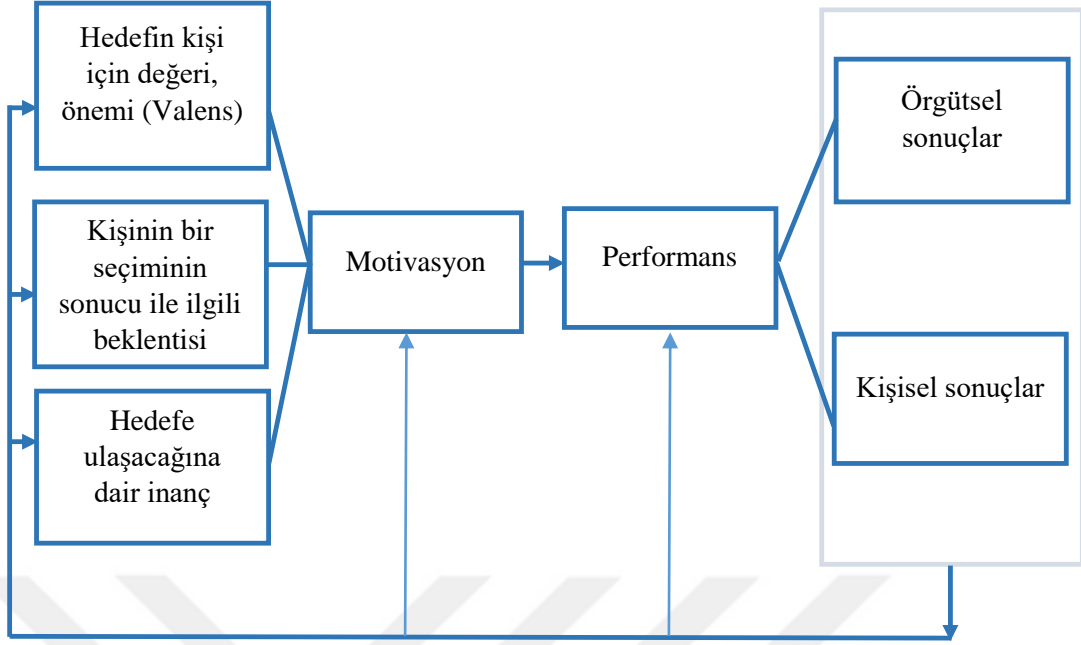 Hedefin kişi
için değeri,
önemi (Valens)
Kişinin bir
seçiminin
sonucu ile ilgili
beklentisi
Hedefe
ulaşacağına
dair inanç
Motivasyon
Performans
Örgütsel
sonuçlar
Kişisel sonuçlar